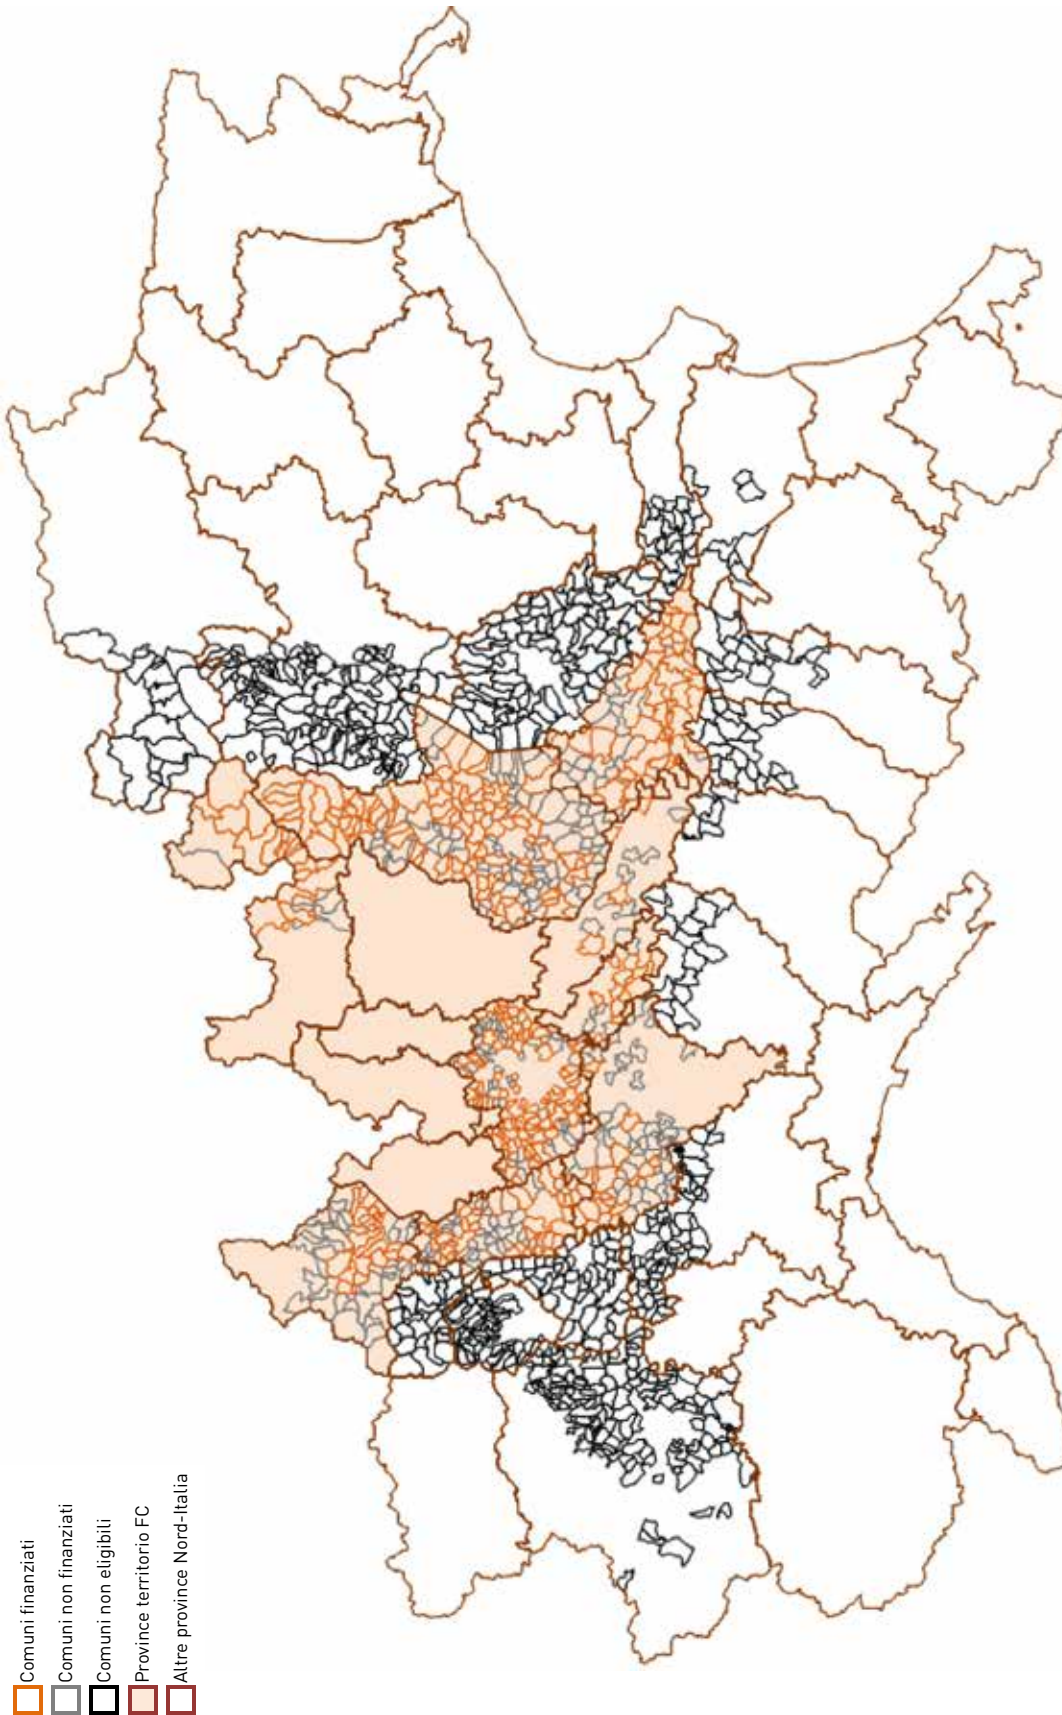 Comuni finanziati
Comuni non finanziati
Comuni non eligibili
Province territorio FC
Altre province Nord-Italia